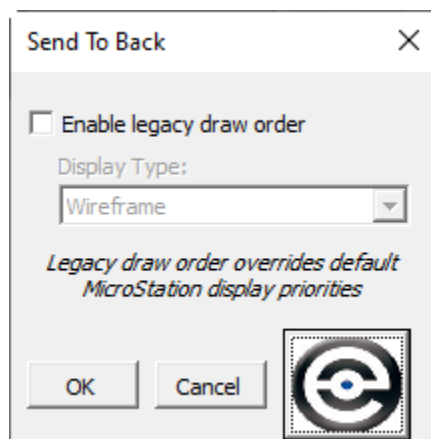 Send To Back
Enable legacy draw order
Display Type:
Wireframe
Legacy draw order overrides default
MicroStation display priorities
OK
Cancel